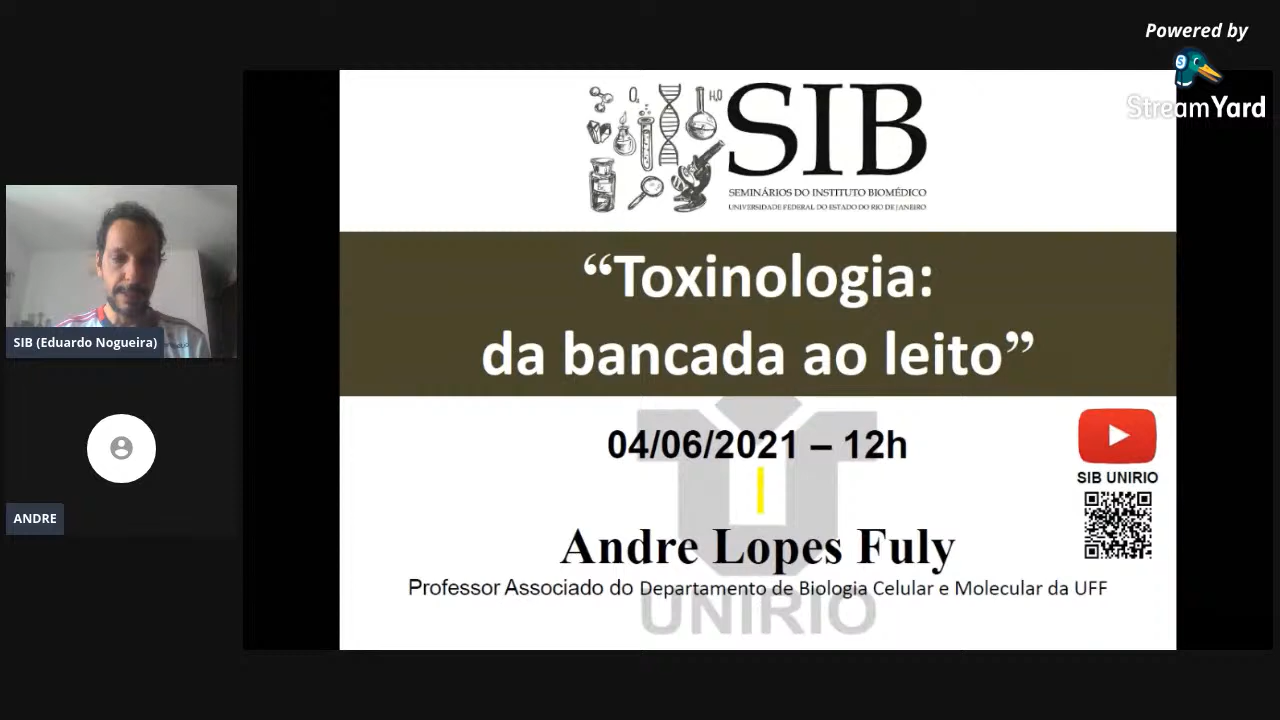 Powered by
StreamYard
O₂
H₂O
SIB
SEMINÁRIOS DO INSTITUTO BIOMÉDICO
UNIVERSIDADE FEDERAL DO ESTADO DO RIO DE JANEIRO
“Toxinologia:
da bancada ao leito”
SIB (Eduardo Nogueira)
04/06/2021 – 12h
SIB UNIRIO
ANDRE
Andre Lopes Fuly
Professor Associado do Departamento de Biologia Celular e Molecular da UFF
UNIRIO